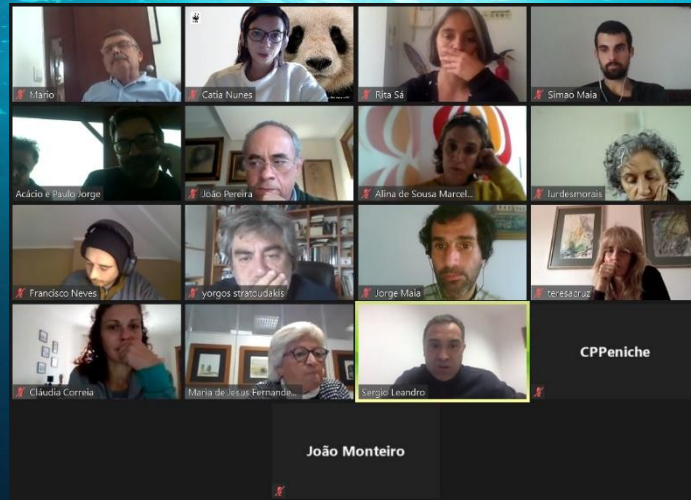 Mario
Catia Nunes
Rita Sá
Simao Maia
Acácio e Paulo Jorge
João Pereira
Alina de Sousa Marcel...
lurdesmorais
Francisco Neves
yorgos stratoudakis
Jorge Maia
teresacruz
Cláudia Correia
Maria de Jesus Fernande...
Sergio Leandro
CPPeniche
João Monteiro